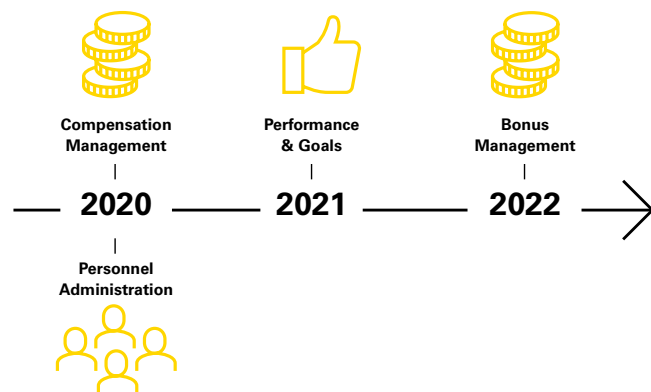 Compensation
Management
Performance
& Goals
Bonus
Management
2020
2021
2022
Personnel
Administration